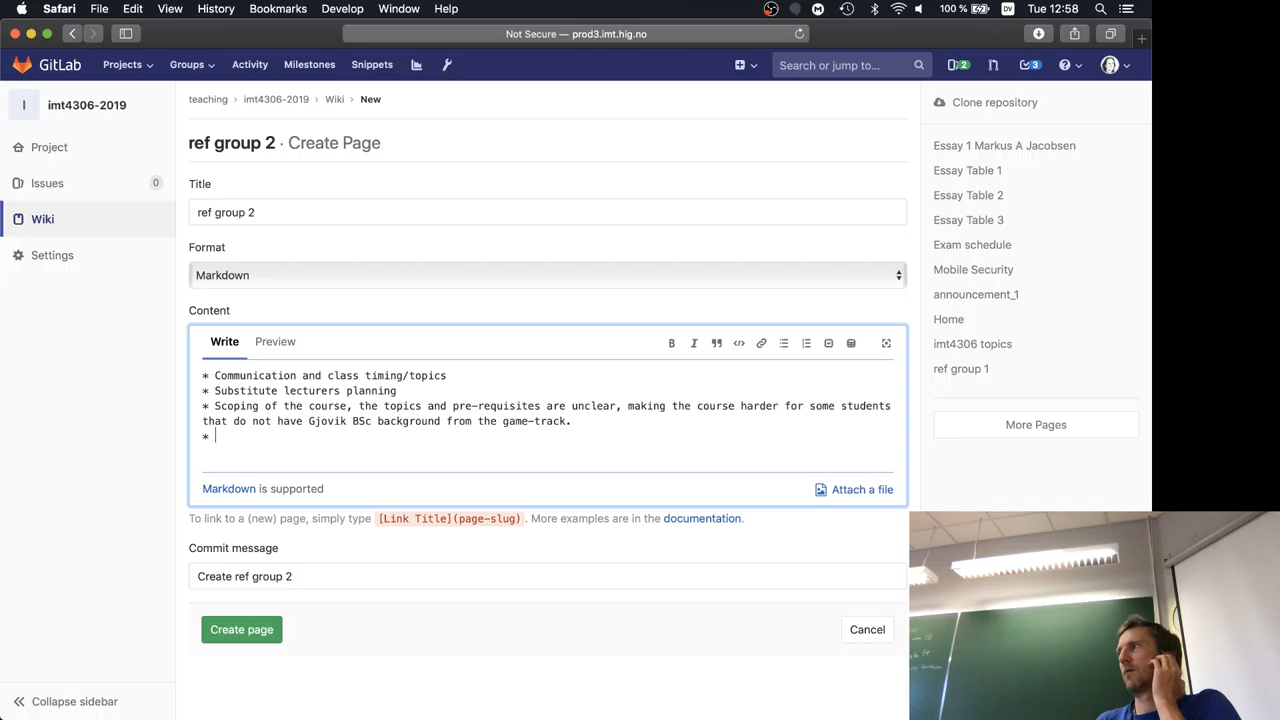 Safari File Edit View History Bookmarks Develop Window Help 100 % DV Tue 12:58
Not Secure — prod3.imt.hig.no
GitLab Projects Groups Activity Milestones Snippets Search or jump to... 2 3
I imt4306-2019
Project
Issues 0
Wiki
Settings
Collapse sidebar
teaching › imt4306-2019 › Wiki › New
ref group 2 · Create Page
Title
ref group 2
Format
Markdown
Content
Write Preview
* Communication and class timing/topics
* Substitute lecturers planning
* Scoping of the course, the topics and pre-requisites are unclear, making the course harder for some students
that do not have Gjovik BSc background from the game-track.
*
Markdown is supported Attach a file
To link to a (new) page, simply type [Link Title](page-slug). More examples are in the documentation.
Commit message
Create ref group 2
Create page Cancel
Clone repository
Essay 1 Markus A Jacobsen
Essay Table 1
Essay Table 2
Essay Table 3
Exam schedule
Mobile Security
announcement_1
Home
imt4306 topics
ref group 1
More Pages